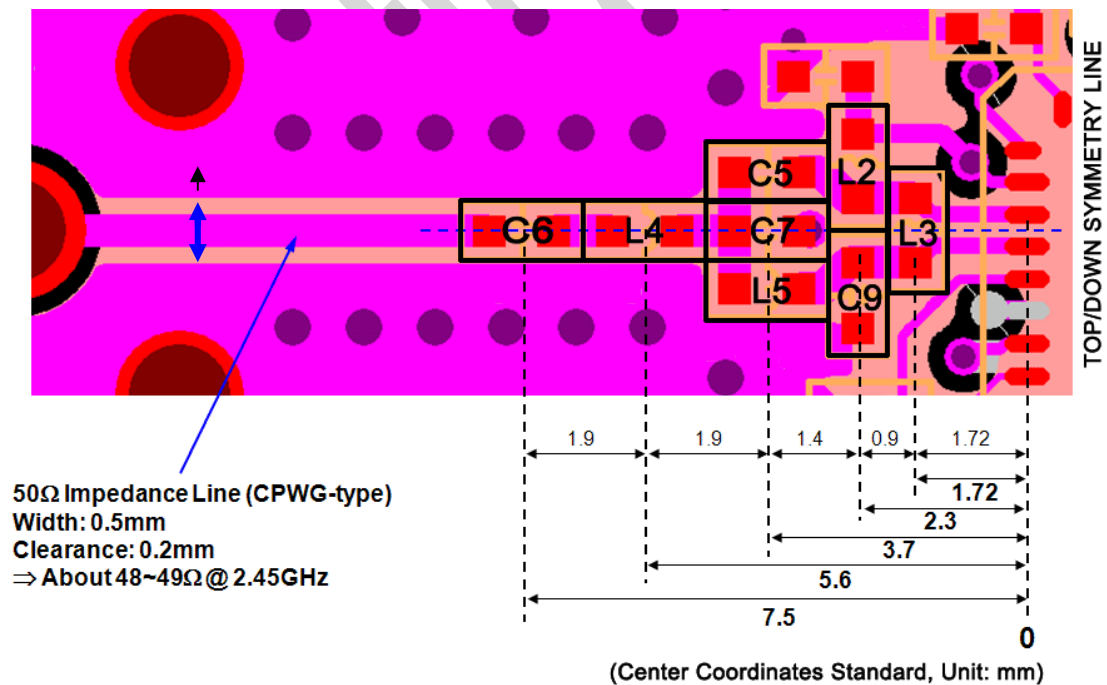 C5
L2
C6
L4
C7
L3
L5
C9
TOP/DOWN SYMMETRY LINE
1.9
1.9
1.4
0.9
1.72
1.72
2.3
3.7
5.6
7.5
0
50Ω Impedance Line (CPWG-type)
Width: 0.5mm
Clearance: 0.2mm
⇒ About 48~49Ω @ 2.45GHz
(Center Coordinates Standard, Unit: mm)